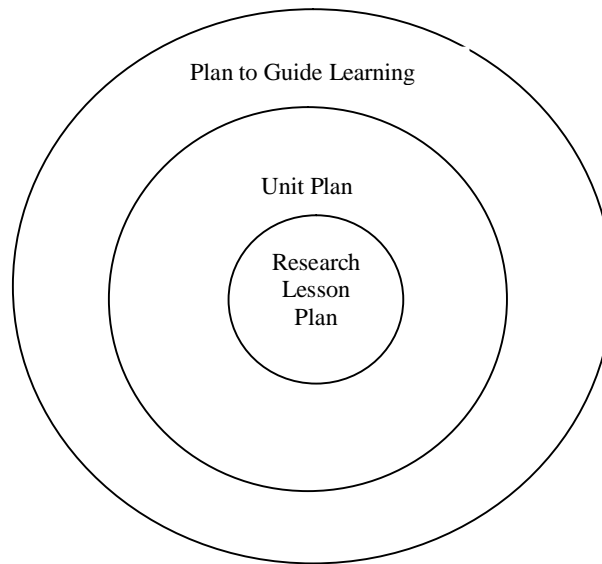 Plan to Guide Learning
Unit Plan
Research
Lesson
Plan